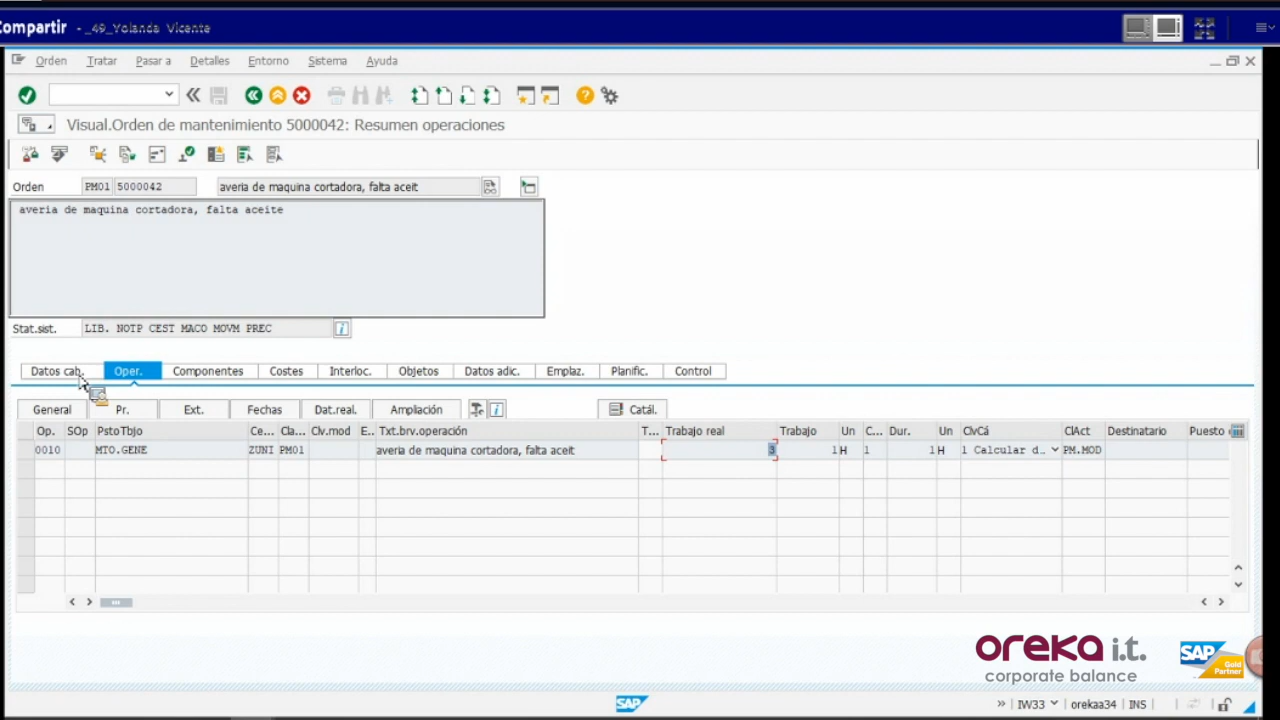 Compartir - _49_Yolanda Vicente
Orden Tratar Pasar a Detalles Entorno Sistema Ayuda
Visual.Orden de mantenimiento 5000042: Resumen operaciones
Orden PM01 5000042 averia de maquina cortadora, falta aceit
averia de maquina cortadora, falta aceite
Stat.sist. LIB. NOTP CEST MACO MOVM PREC
Datos cab. Oper. Componentes Costes Interloc. Objetos Datos adic. Emplaz. Planific. Control
General Pr. Ext. Fechas Dat.real. Ampliación Catál.
Op. SOp PstoTbjo Ce... Cla... Clv.mod E.. Txt.brv.operación T... Trabajo real Trabajo Un C... Dur. Un ClvCá ClAct Destinatario Puesto
0010 MTO.GENE ZUNI PM01 averia de maquina cortadora, falta aceit 3 1 H 1 1 H 1 Calcular d.. PM.MOD
oreka i.t.
corporate balance
SAP
Gold
Partner
SAP
IW33 orekaa34 INS